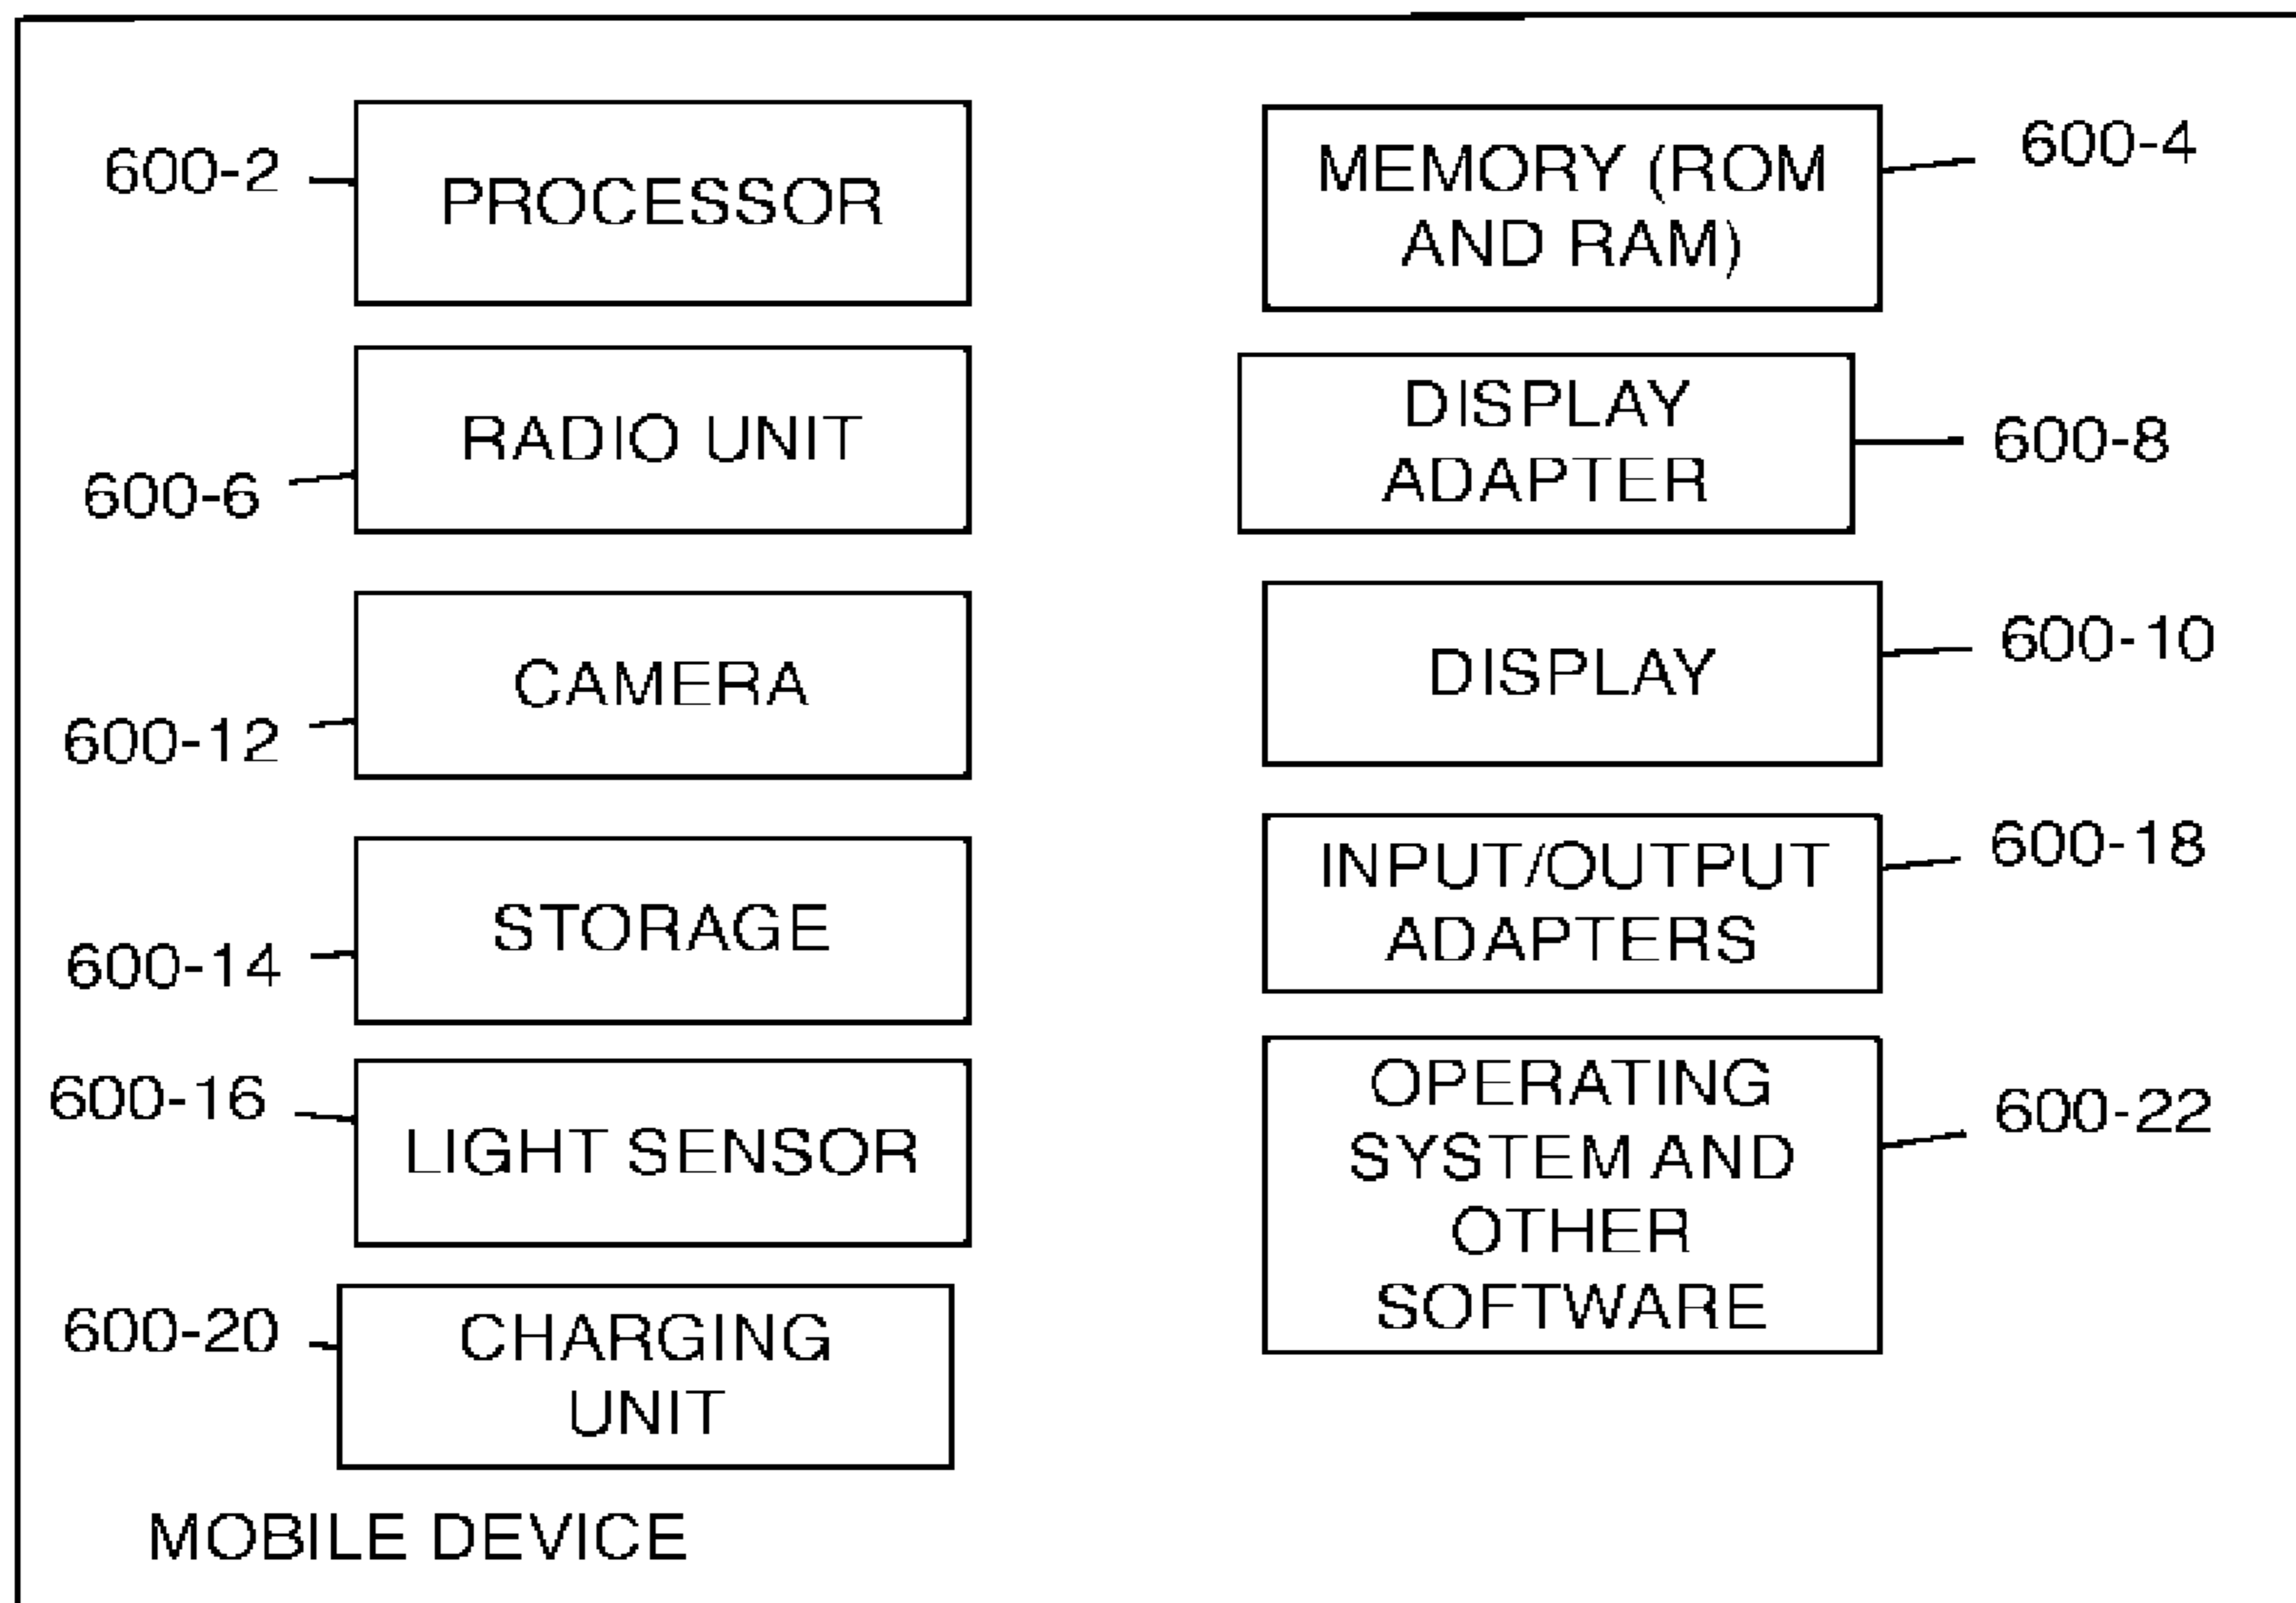 600-2
PROCESSOR
MEMORY (ROM
AND RAM)
600-4
RADIO UNIT
600-6
DISPLAY
ADAPTER
600-8
CAMERA
600-12
DISPLAY
600-10
STORAGE
600-14
INPUT/OUTPUT
ADAPTERS
600-18
600-16
LIGHT SENSOR
OPERATING
SYSTEM AND
OTHER
SOFTWARE
600-22
600-20
CHARGING
UNIT
MOBILE DEVICE